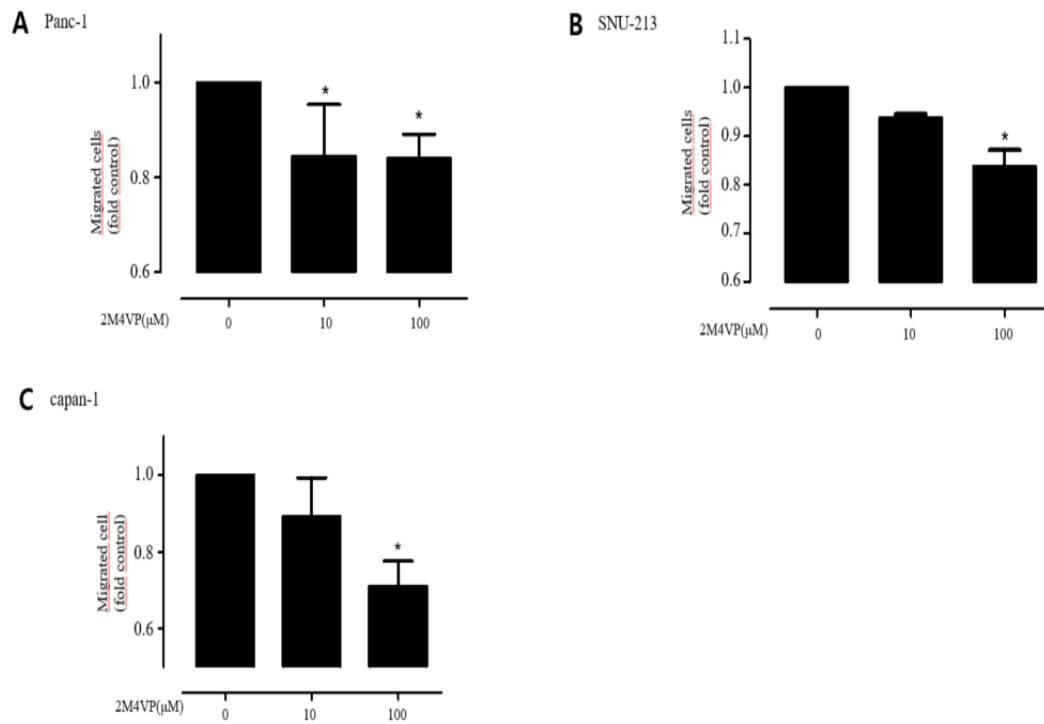 A Panc-1
1.0
0.8
0.6
Migrated cells
(fold control)
*
*
2M4VP(μM)
0 10 100
B SNU-213
1.1
1.0
0.9
0.8
0.7
0.6
Migrated cells
(fold control)
*
2M4VP(μM)
0 10 100
C capan-1
1.0
0.8
0.6
Migrated cell
(fold control)
*
2M4VP(μM)
0 10 100